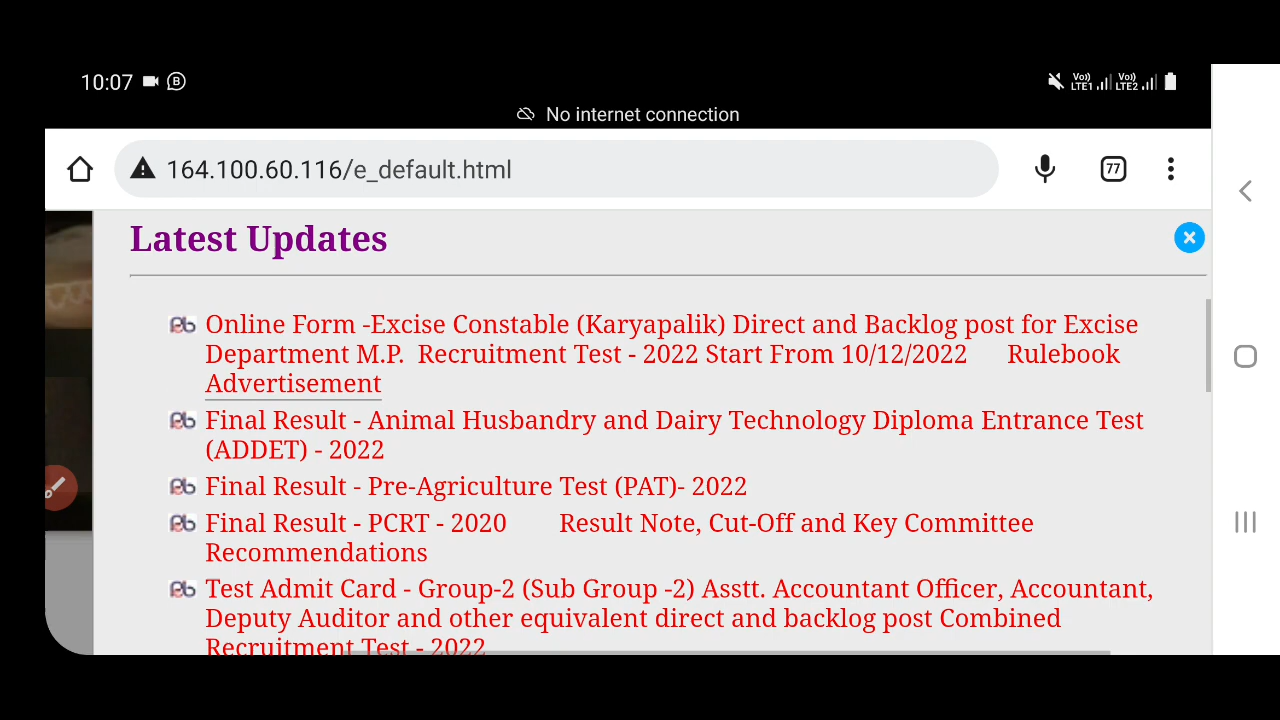 10:07
Vo)) LTE1 Vo)) LTE2
No internet connection
164.100.60.116/e_default.html
77
Latest Updates
Online Form -Excise Constable (Karyapalik) Direct and Backlog post for Excise
Department M.P. Recruitment Test - 2022 Start From 10/12/2022 Rulebook
Advertisement
Final Result - Animal Husbandry and Dairy Technology Diploma Entrance Test
(ADDET) - 2022
Final Result - Pre-Agriculture Test (PAT)- 2022
Final Result - PCRT - 2020 Result Note, Cut-Off and Key Committee
Recommendations
Test Admit Card - Group-2 (Sub Group -2) Asstt. Accountant Officer, Accountant,
Deputy Auditor and other equivalent direct and backlog post Combined
Recruitment Test - 2022